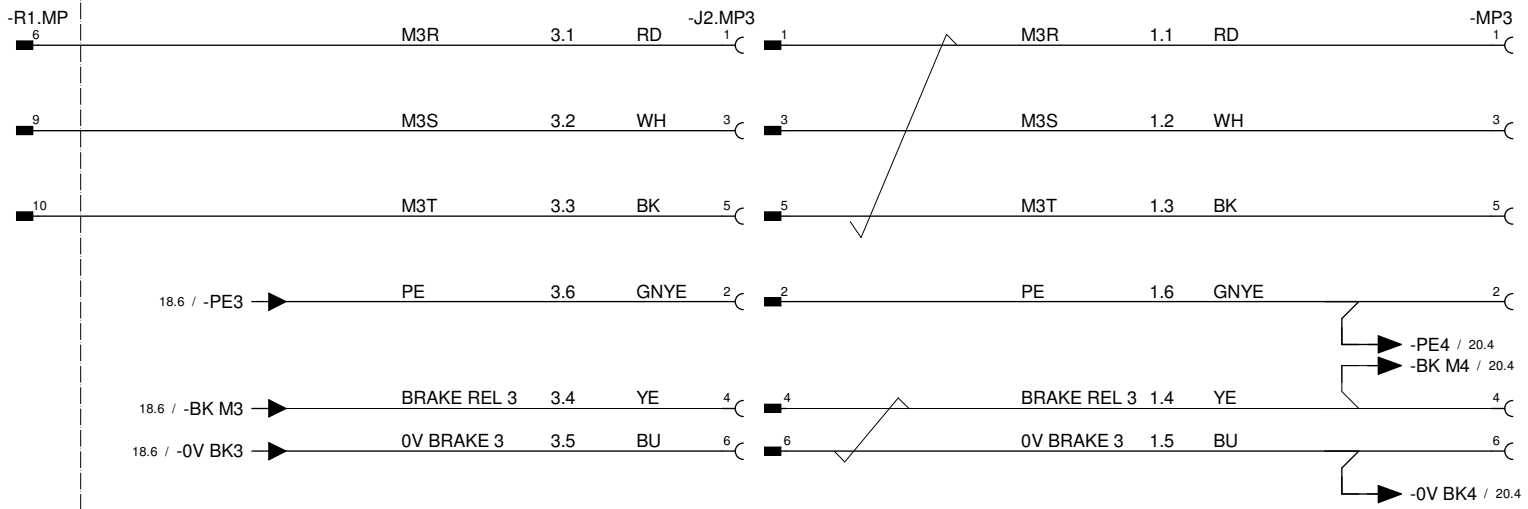 -R1.MP -J2.MP3 -MP3
6 M3R 3.1 RD 1 1 M3R 1.1 RD 1
9 M3S 3.2 WH 3 3 M3S 1.2 WH 3
10 M3T 3.3 BK 5 5 M3T 1.3 BK 5
18.6 / -PE3 PE 3.6 GNYE 2 2 PE 1.6 GNYE 2
-PE4 / 20.4
-BK M4 / 20.4
18.6 / -BK M3 BRAKE REL 3 3.4 YE 4 4 BRAKE REL 3 1.4 YE 4
18.6 / -0V BK3 0V BRAKE 3 3.5 BU 6 6 0V BRAKE 3 1.5 BU 6
-0V BK4 / 20.4